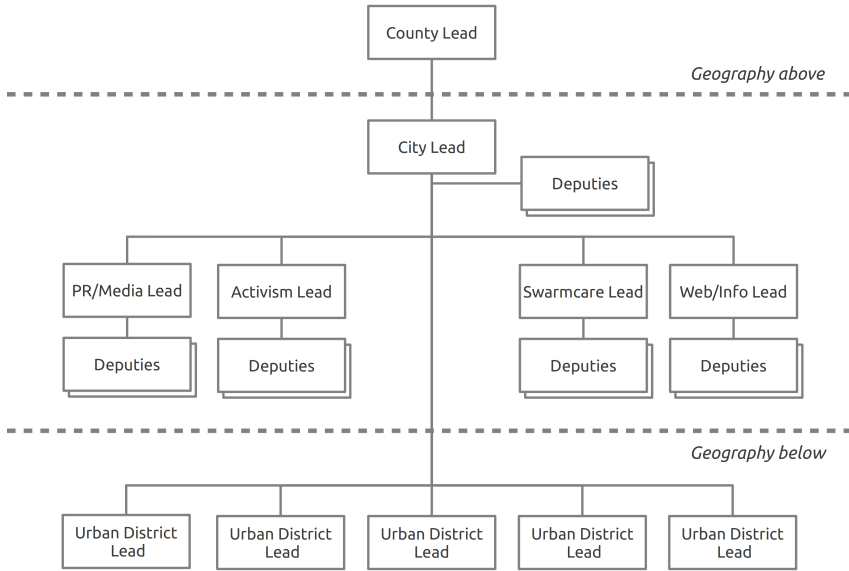 County Lead
Geography above
City Lead
Deputies
PR/Media Lead
Activism Lead
Swarmcare Lead
Web/Info Lead
Deputies
Deputies
Deputies
Deputies
Geography below
Urban District
Lead
Urban District
Lead
Urban District
Lead
Urban District
Lead
Urban District
Lead